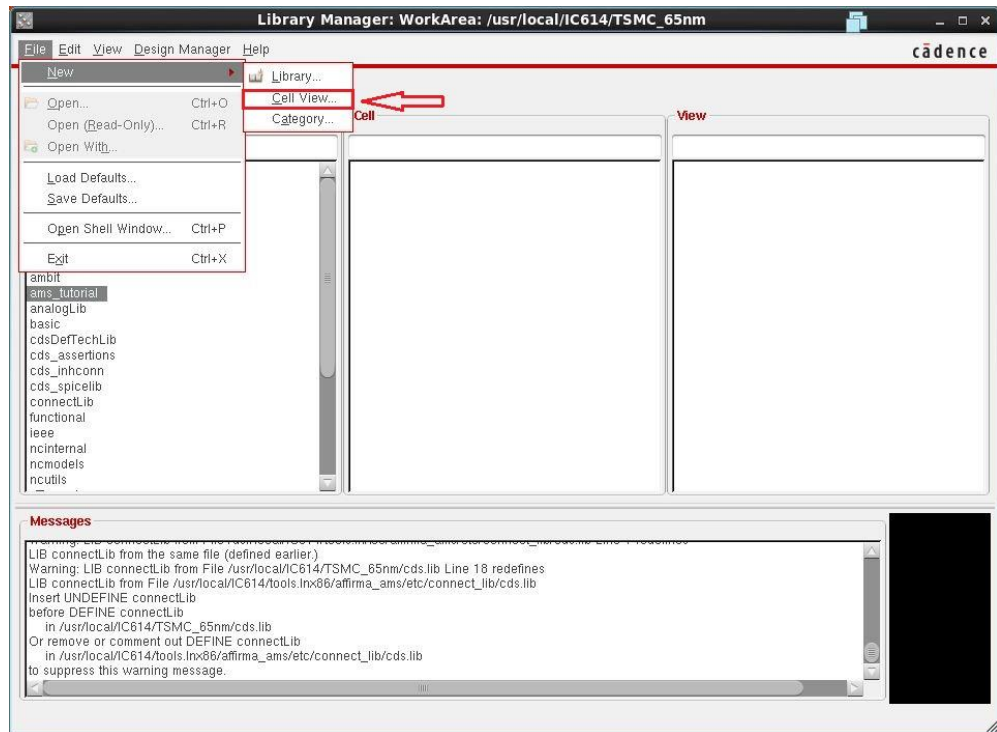 Library Manager: WorkArea: /usr/local/IC614/TSMC_65nm
File Edit View Design Manager Help
cādence
New
Library...
Cell View...
Category...
Open... Ctrl+O
Open (Read-Only)... Ctrl+R
Open With...
Load Defaults...
Save Defaults...
Open Shell Window... Ctrl+P
Exit Ctrl+X
Cell
View
ambit
ams_tutorial
analogLib
basic
cdsDefTechLib
cds_assertions
cds_inhconn
cds_spicelib
connectLib
functional
ieee
ncinternal
ncmodels
ncutils
Messages
LIB connectLib from the same file (defined earlier.)
Warning: LIB connectLib from File /usr/local/IC614/TSMC_65nm/cds.lib Line 18 redefines
LIB connectLib from File /usr/local/IC614/tools.lnx86/affirma_ams/etc/connect_lib/cds.lib
Insert UNDEFINE connectLib
before DEFINE connectLib
in /usr/local/IC614/TSMC_65nm/cds.lib
Or remove or comment out DEFINE connectLib
in /usr/local/IC614/tools.lnx86/affirma_ams/etc/connect_lib/cds.lib
to suppress this warning message.